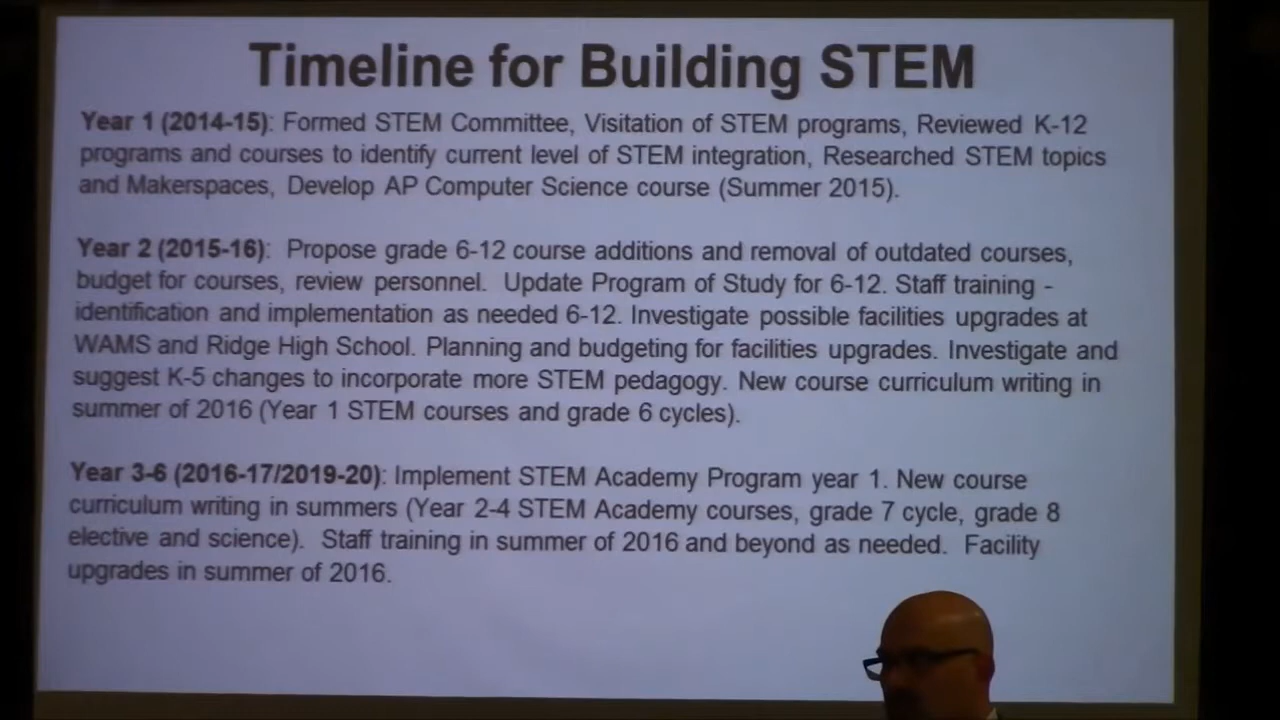 Timeline for Building STEM
Year 1 (2014-15): Formed STEM Committee, Visitation of STEM programs, Reviewed K-12
programs and courses to identify current level of STEM integration, Researched STEM topics
and Makerspaces, Develop AP Computer Science course (Summer 2015).
Year 2 (2015-16): Propose grade 6-12 course additions and removal of outdated courses,
budget for courses, review personnel. Update Program of Study for 6-12. Staff training -
identification and implementation as needed 6-12. Investigate possible facilities upgrades at
WAMS and Ridge High School. Planning and budgeting for facilities upgrades. Investigate and
suggest K-5 changes to incorporate more STEM pedagogy. New course curriculum writing in
summer of 2016 (Year 1 STEM courses and grade 6 cycles).
Year 3-6 (2016-17/2019-20): Implement STEM Academy Program year 1. New course
curriculum writing in summers (Year 2-4 STEM Academy courses, grade 7 cycle, grade 8
elective and science). Staff training in summer of 2016 and beyond as needed. Facility
upgrades in summer of 2016.